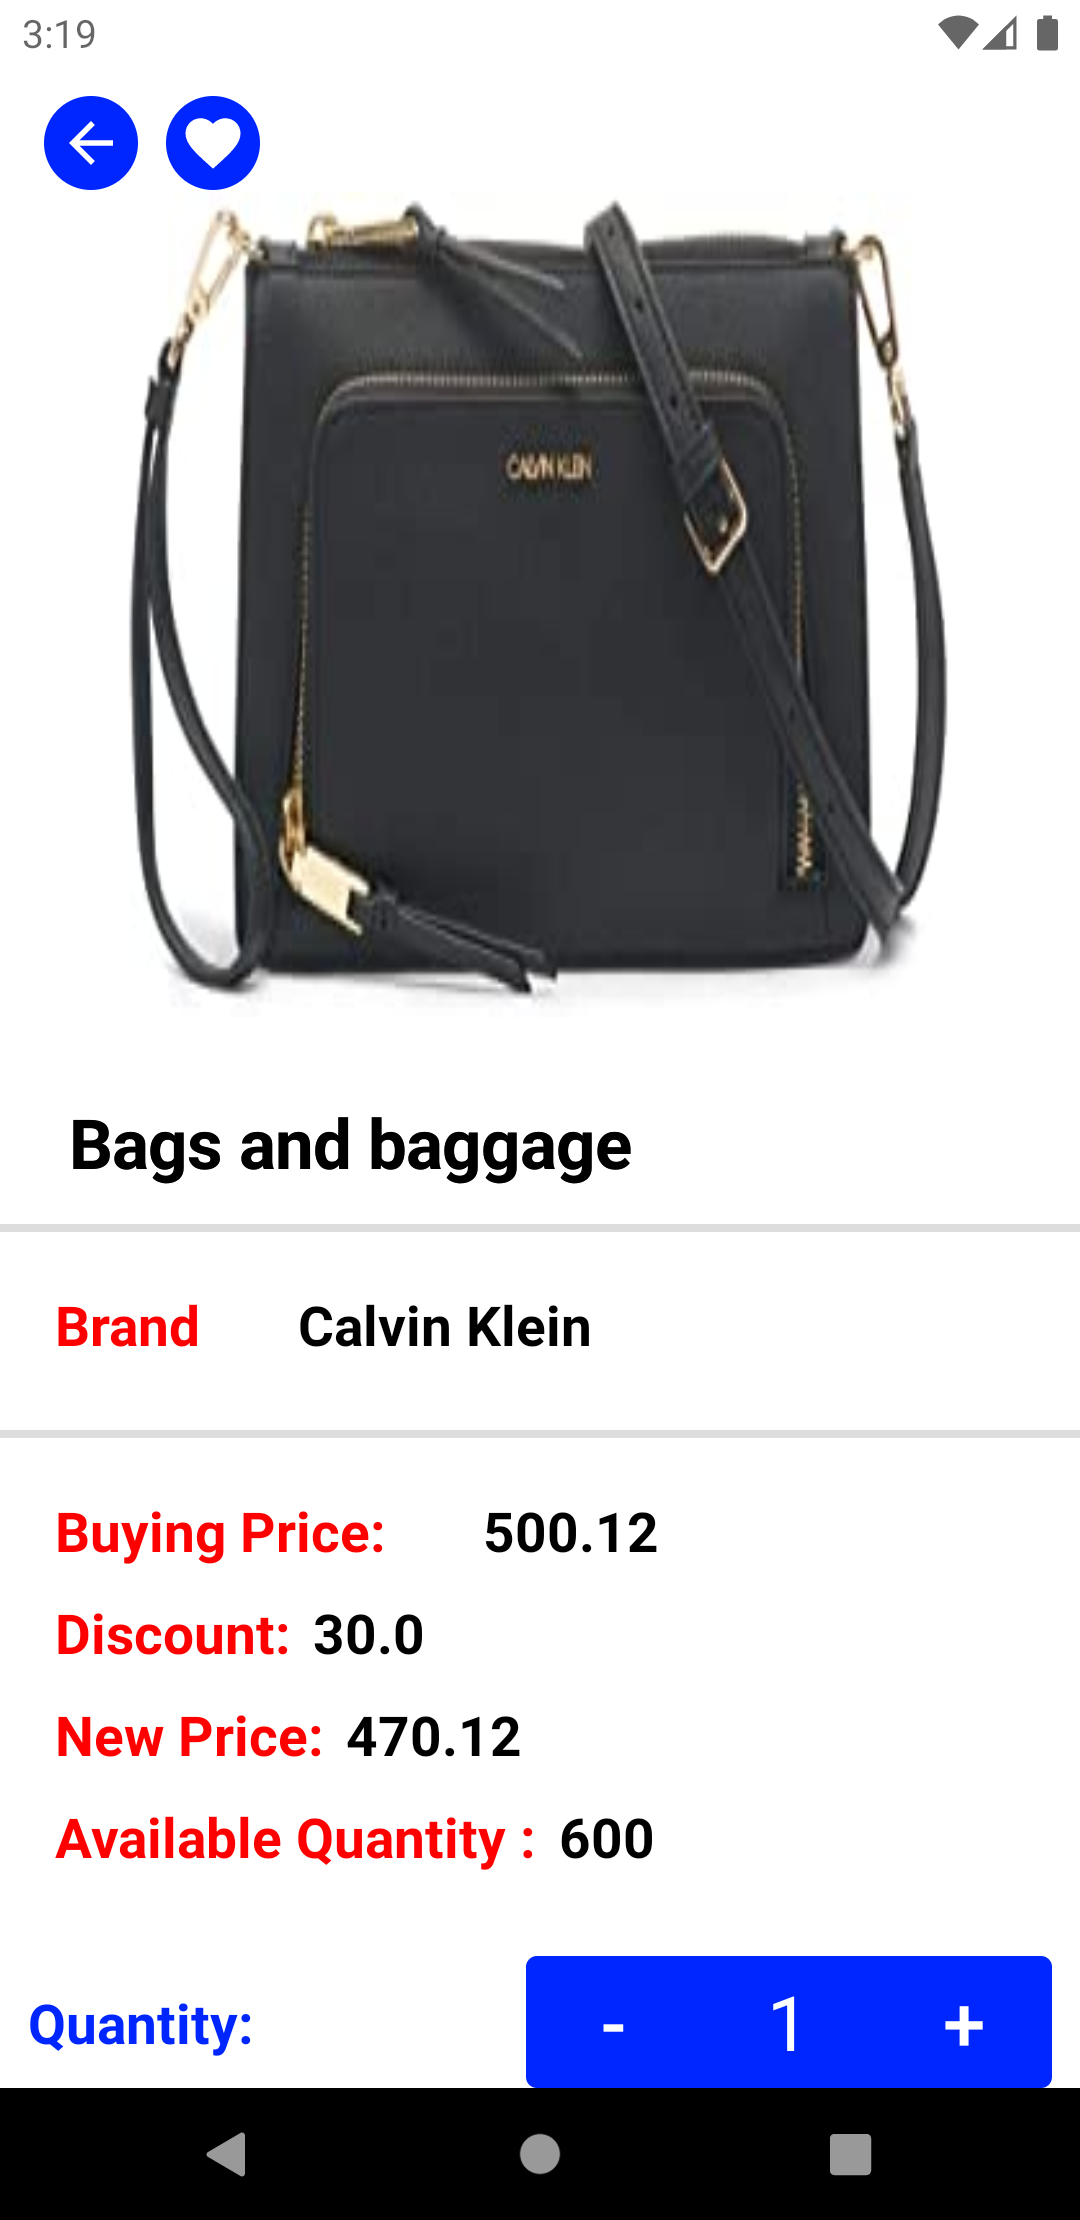 3:19
CALVIN KLEIN
Bags and baggage
Brand Calvin Klein
Buying Price: 500.12
Discount: 30.0
New Price: 470.12
Available Quantity : 600
Quantity: - 1 +